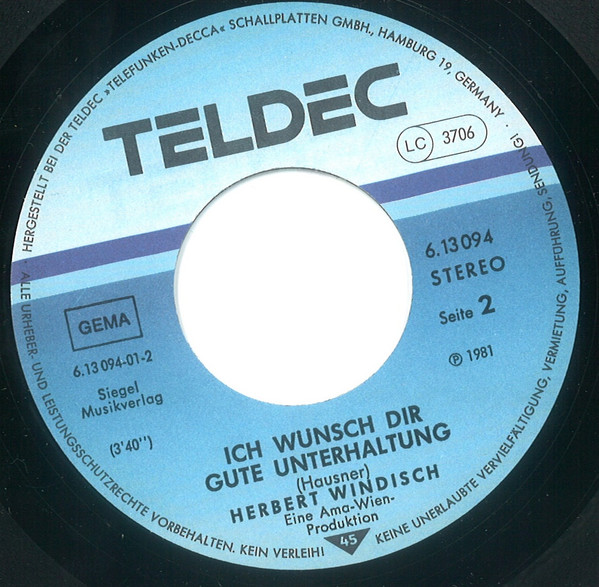 HERGESTELLT BEI DER TELDEC »TELEFUNKEN-DECCA« SCHALLPLATTEN GMBH, HAMBURG 19, GERMANY ·
TELDEC
LC 3706
6.13094
STEREO
Seite 2
℗ 1981
GEMA
6.13 094-01-2
Siegel
Musikverlag
(3'40'')
ICH WUNSCH DIR
GUTE UNTERHALTUNG
(Hausner)
HERBERT WINDISCH
Eine Ama-Wien-
Produktion
45
ALLE URHEBER- UND LEISTUNGSSCHUTZRECHTE VORBEHALTEN. KEIN VERLEIH!
KEINE UNERLAUBTE VERVIELFÄLTIGUNG, VERMIETUNG, AUFFÜHRUNG, SENDUNG!